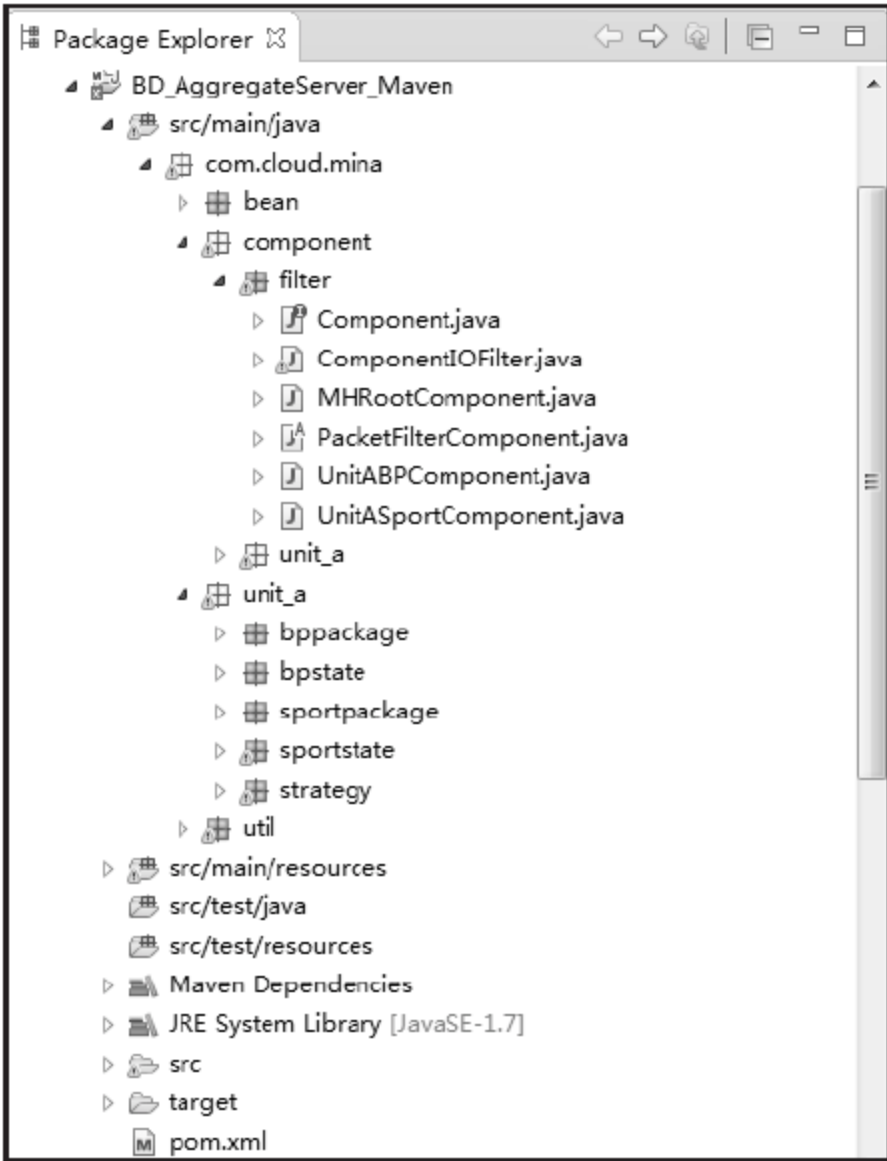 Package Explorer
BD_AggregateServer_Maven
src/main/java
com.cloud.mina
bean
component
filter
Component.java
ComponentIOFilter.java
MHRootComponent.java
PacketFilterComponent.java
UnitABPComponent.java
UnitASportComponent.java
unit_a
unit_a
bppackage
bpstate
sportpackage
sportstate
strategy
util
src/main/resources
src/test/java
src/test/resources
Maven Dependencies
JRE System Library [JavaSE-1.7]
src
target
pom.xml